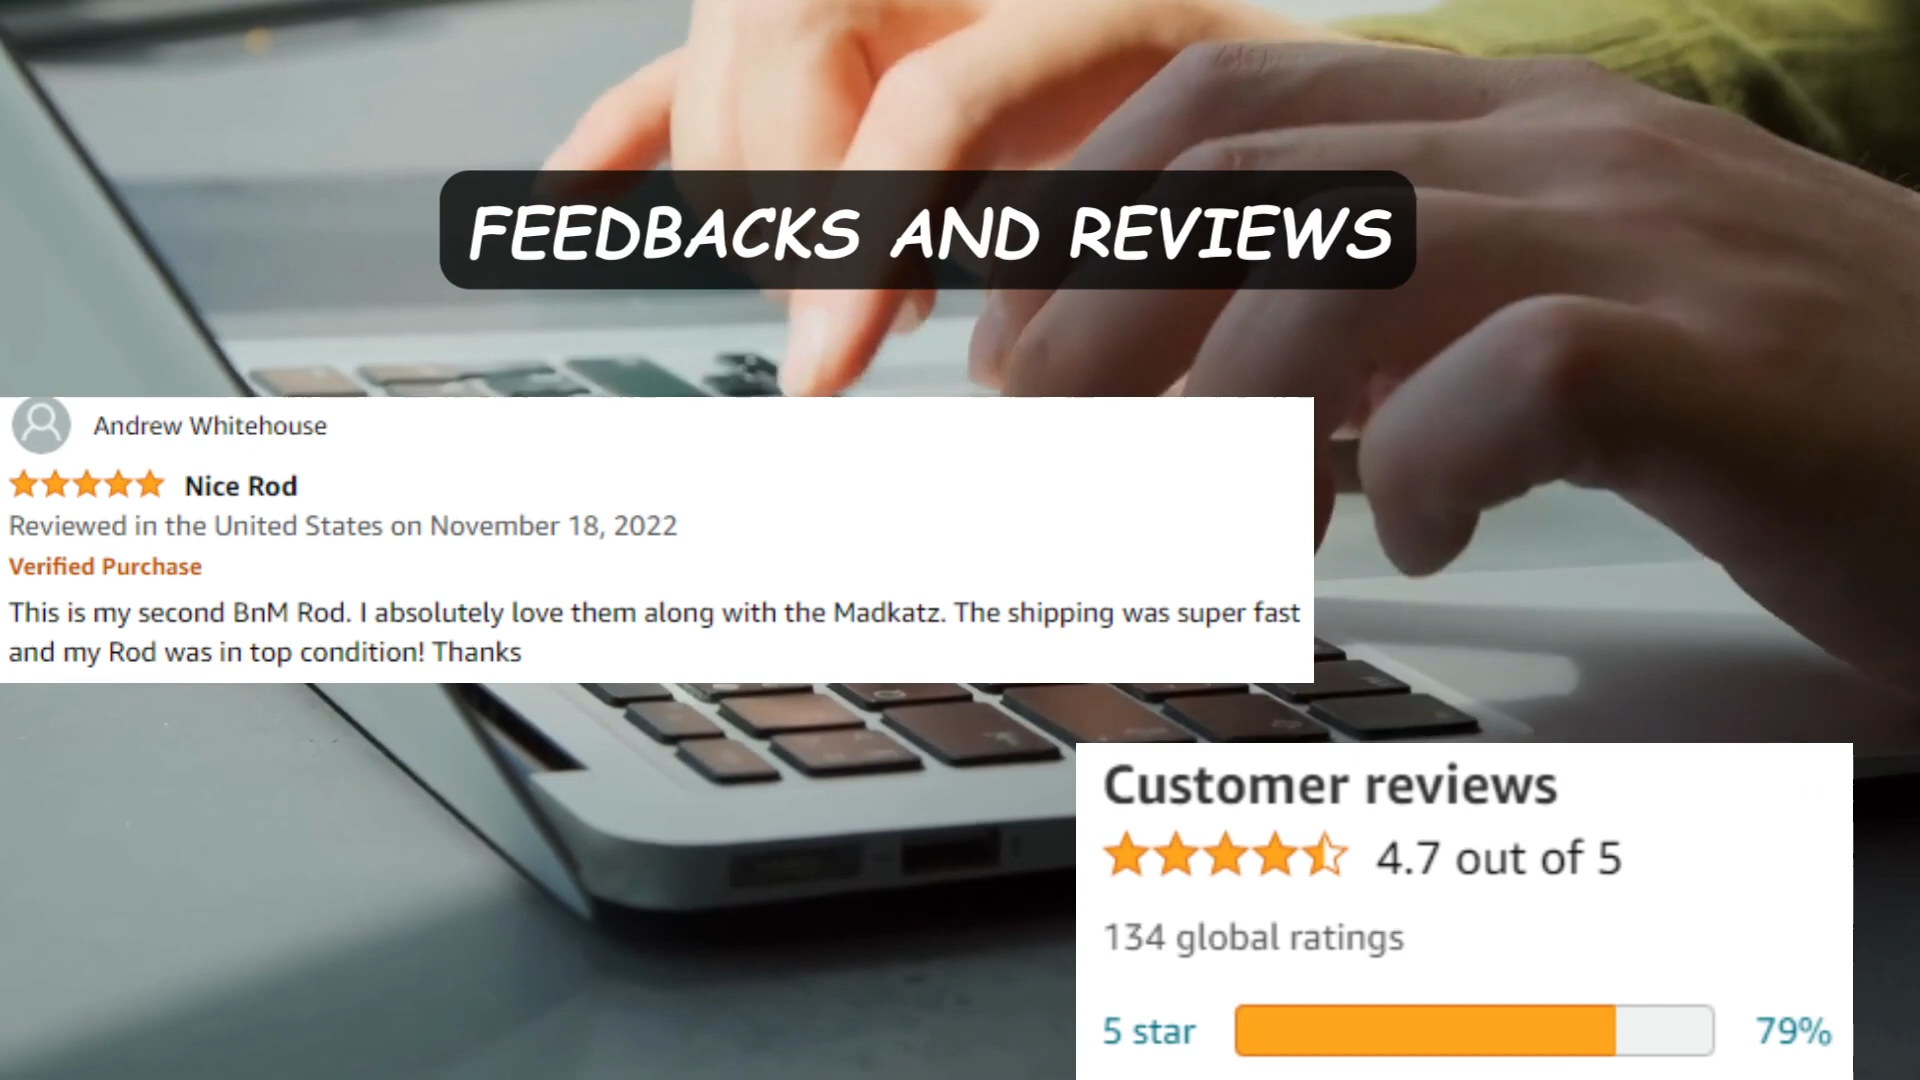 FEEDBACKS AND REVIEWS
Andrew Whitehouse
Nice Rod
Reviewed in the United States on November 18, 2022
Verified Purchase
This is my second BnM Rod. I absolutely love them along with the Madkatz. The shipping was super fast
and my Rod was in top condition! Thanks
Customer reviews
4.7 out of 5
134 global ratings
5 star 79%